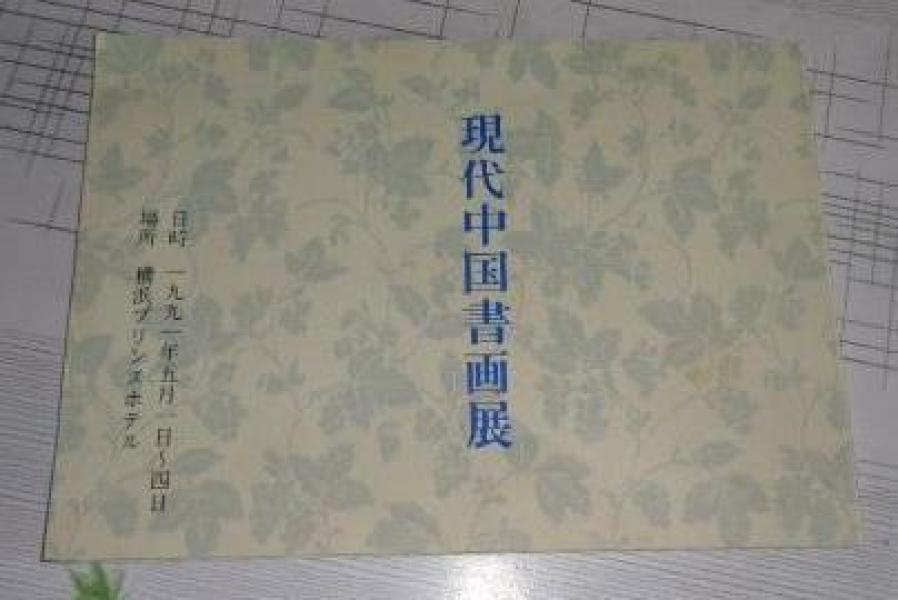 現代中国書画展
日時 一九九一年五月一日～四日
場所 横浜プリンスホテル